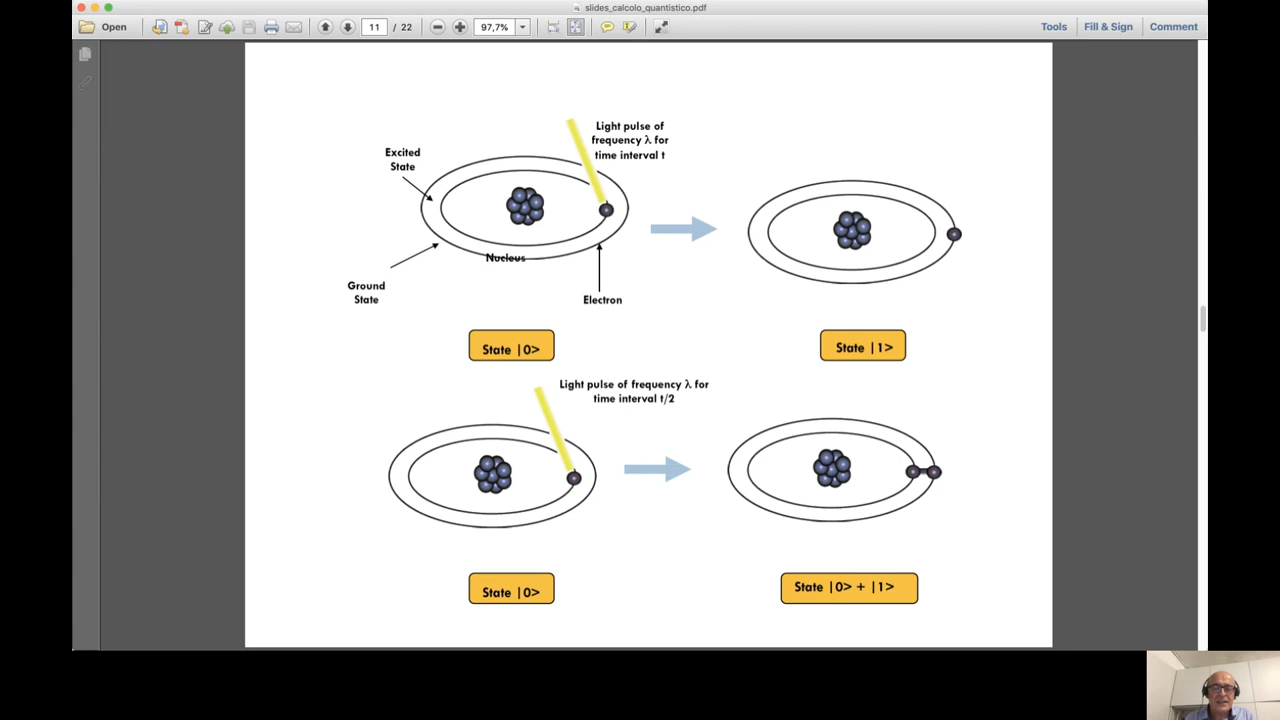 slides_calcolo_quantistico.pdf
Open
11 / 22
97,7%
Tools
Fill & Sign
Comment
Light pulse of
frequency λ for
time interval t
Excited
State
Nucleus
Ground
State
Electron
State |0>
State |1>
Light pulse of frequency λ for
time interval t/2
State |0>
State |0> + |1>